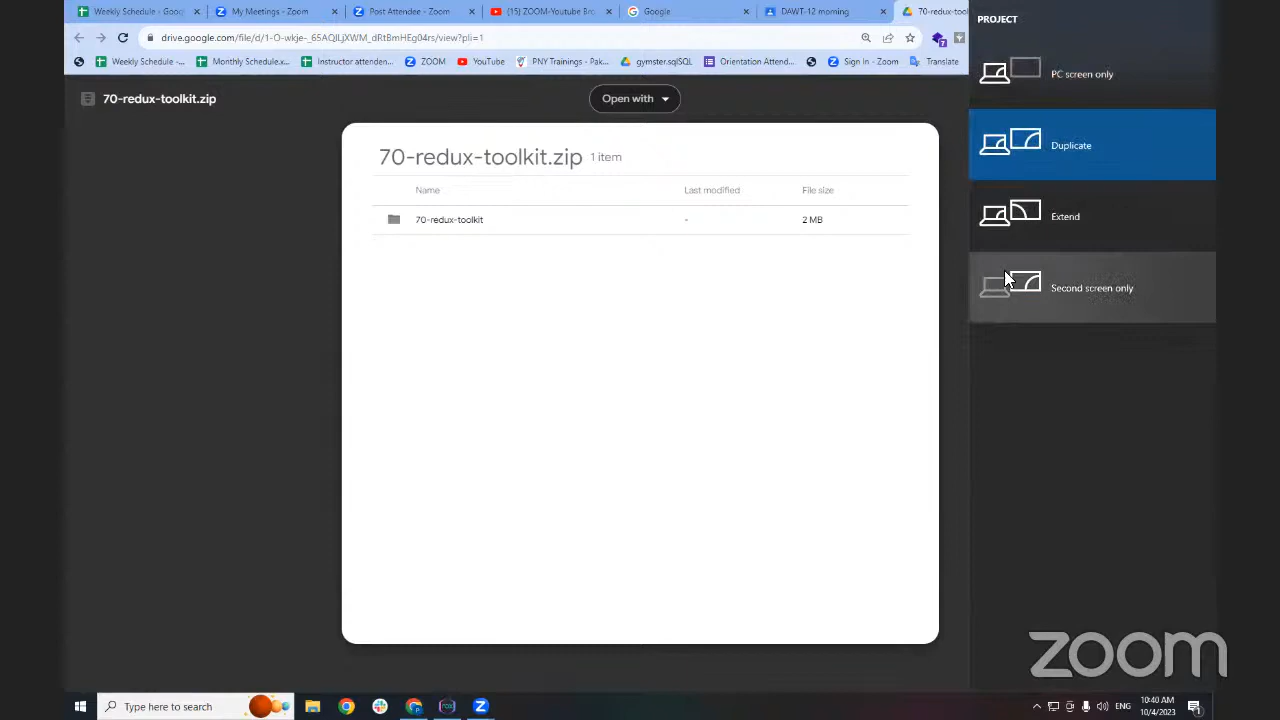 Weekly Schedule - Goog
My Meetings - Zoom
Post Attendee - Zoom
(15) ZOOM-Youtube Bro
Google
DAWT-12 morning
70-redux-tool
drive.google.com/file/d/1-O-wkje-_65AQILjXWM_dRtBmHEg04rs/view?pli=1
7
Weekly Schedule -...
Monthly Schedule.x...
Instructor attendem...
ZOOM
YouTube
PNY Trainings - Pak...
gymster.sqlSQL
Orientation Attend...
Sign In - Zoom
Translate
70-redux-toolkit.zip
Open with
70-redux-toolkit.zip 1 item
Name Last modified File size
70-redux-toolkit - 2 MB
PROJECT
PC screen only
Duplicate
Extend
Second screen only
zoom
Type here to search
ENG
10:40 AM
10/4/2023
1